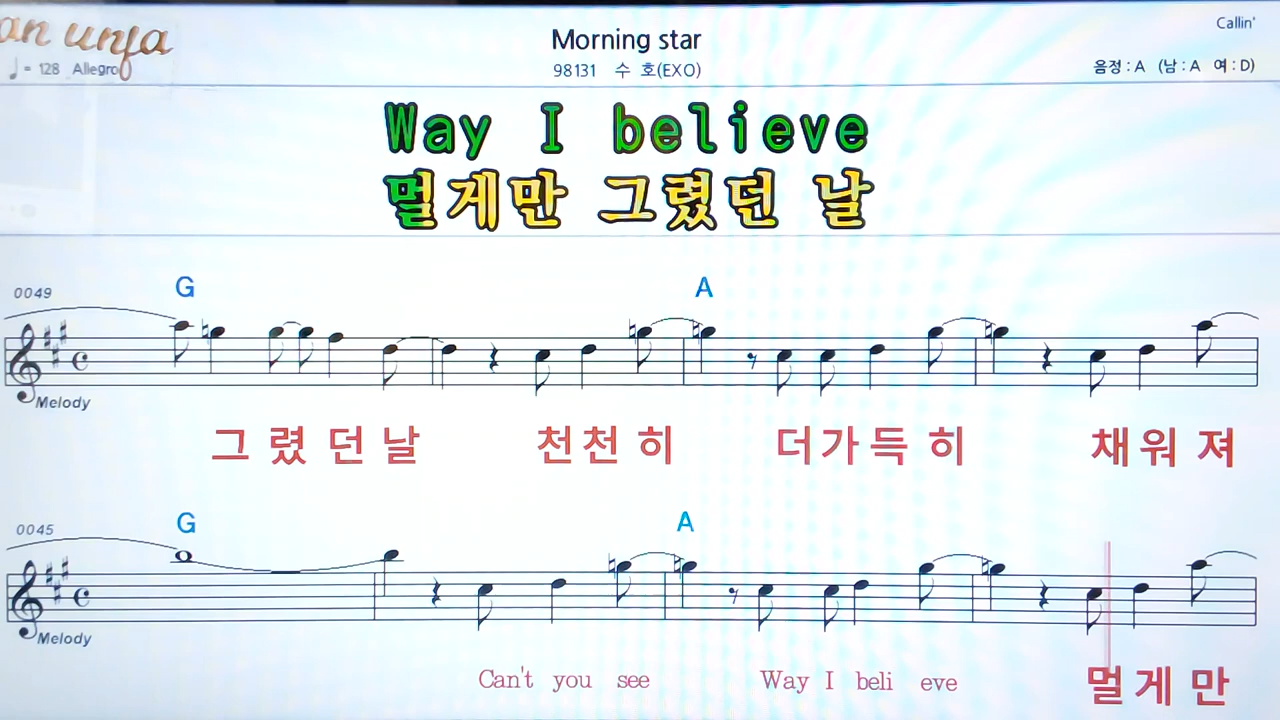 Callin'
an unfa
Morning star
♩= 128 Allegro
98131 수 호(EXO)
음정 : A (남 : A 여 : D)
Way I believe
멀게만 그렸던 날
G A
0049
Melody
그 렸 던 날 천 천 히 더 가 득 히 채 워 져
G A
0045
Melody
Can't you see Way I beli eve 멀 게 만